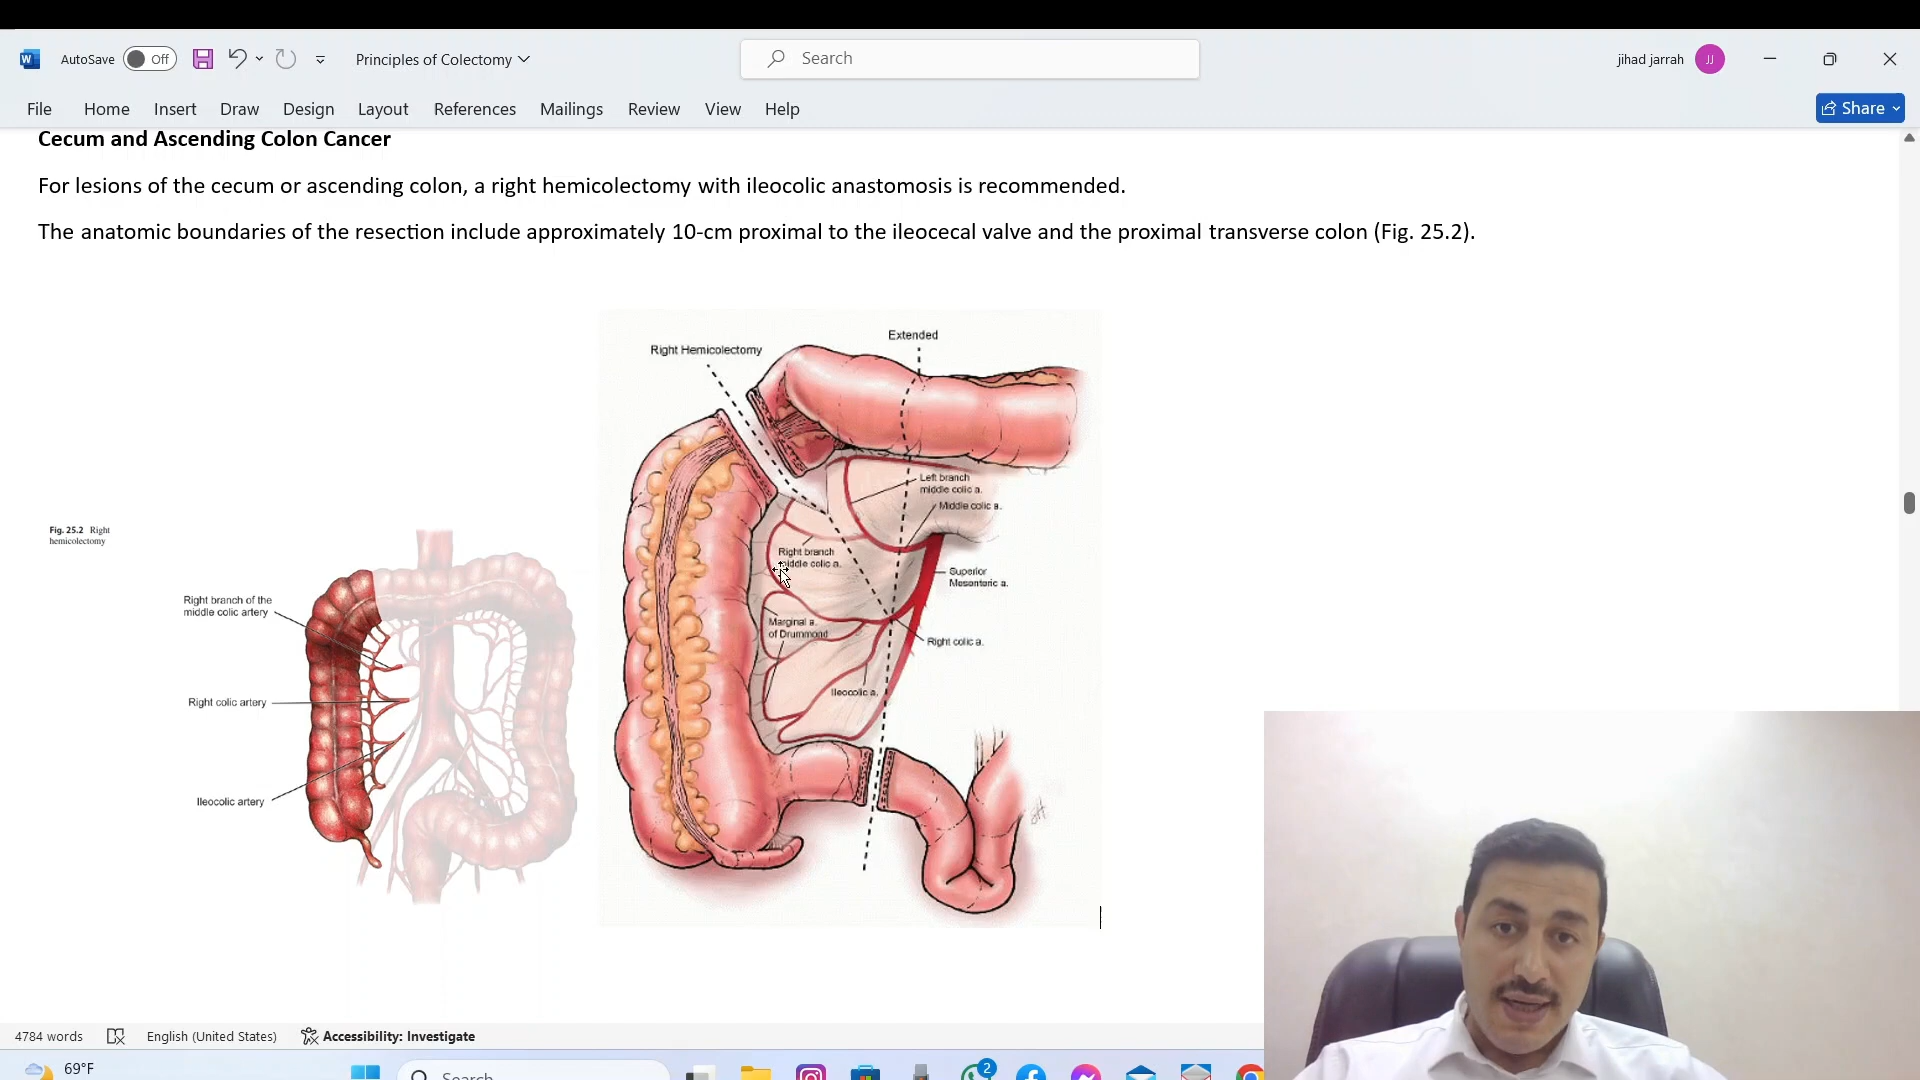 AutoSave Off Principles of Colectomy Search jihad jarrah JJ
File Home Insert Draw Design Layout References Mailings Review View Help Share
Cecum and Ascending Colon Cancer
For lesions of the cecum or ascending colon, a right hemicolectomy with ileocolic anastomosis is recommended.
The anatomic boundaries of the resection include approximately 10-cm proximal to the ileocecal valve and the proximal transverse colon (Fig. 25.2).
Fig. 25.2 Right
hemicolectomy
Right branch of the
middle colic artery
Right colic artery
Ileocolic artery
Right Hemicolectomy
Extended
Left branch
middle colic a.
Middle colic a.
Right branch
middle colic a.
Superior
Mesenteric a.
Marginal a.
of Drummond
Right colic a.
Ileocolic a.
4784 words English (United States) Accessibility: Investigate
69°F Search 2